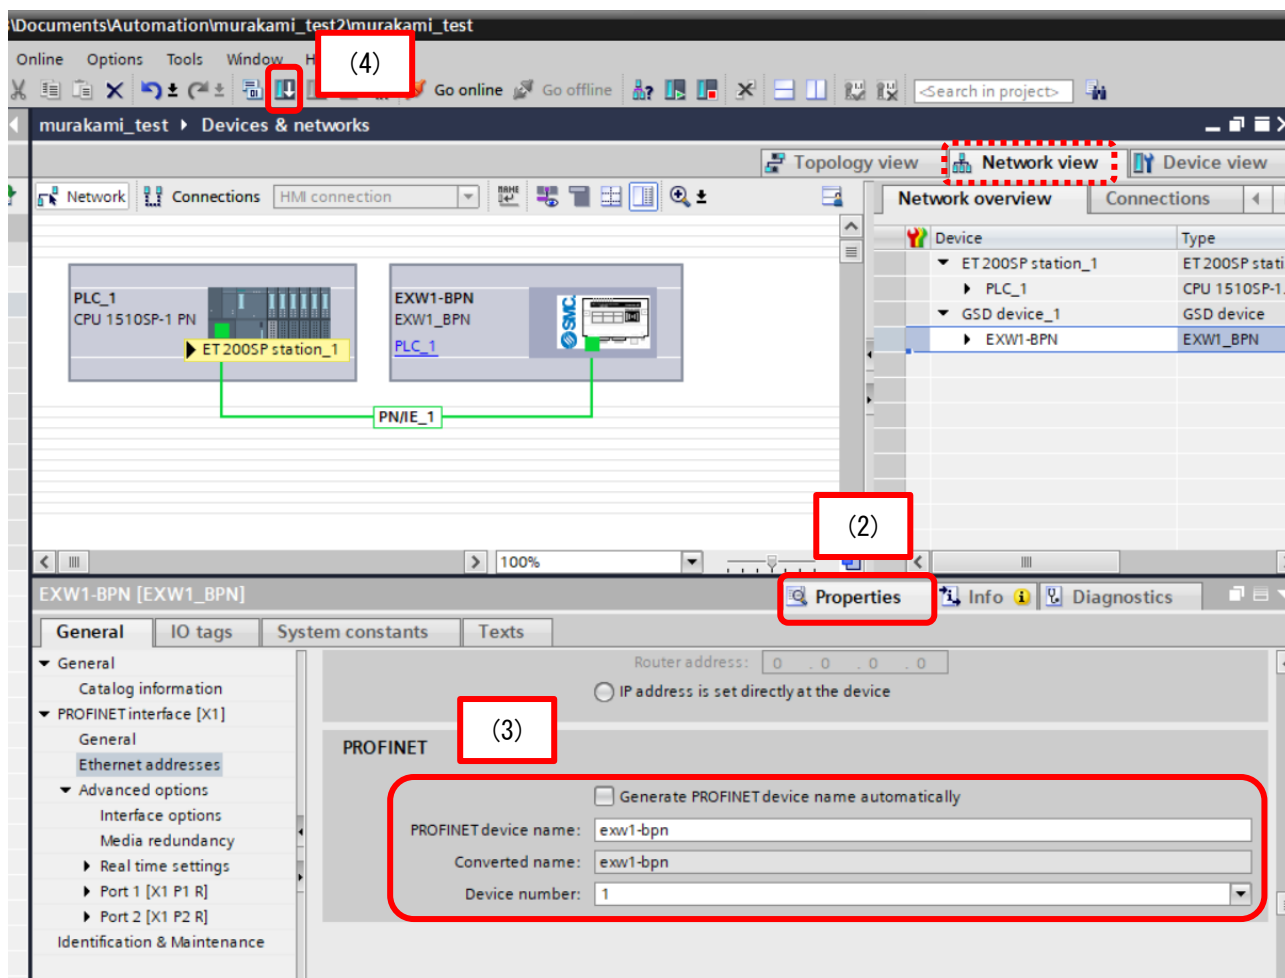 \Documents\Automation\murakami_test2\murakami_test
Online Options Tools Window H
(4)
Go online Go offline <Search in project>
murakami_test Devices & networks
Topology view Network view Device view
Network Connections HMI connection
Network overview Connections
Device Type
ET 200SP station_1 ET 200SP stati
PLC_1 CPU 1510SP-1
GSD device_1 GSD device
EXW1-BPN EXW1_BPN
PLC_1
CPU 1510SP-1 PN
ET 200SP station_1
EXW1-BPN
EXW1_BPN
PLC_1
SMC
PN/IE_1
(2)
100%
EXW1-BPN [EXW1_BPN]
Properties Info Diagnostics
General IO tags System constants Texts
General
Catalog information
PROFINET interface [X1]
General
Ethernet addresses
Advanced options
Interface options
Media redundancy
Real time settings
Port 1 [X1 P1 R]
Port 2 [X1 P2 R]
Identification & Maintenance
Router address: 0 . 0 . 0 . 0
IP address is set directly at the device
(3)
PROFINET
Generate PROFINET device name automatically
PROFINET device name: exw1-bpn
Converted name: exw1-bpn
Device number: 1